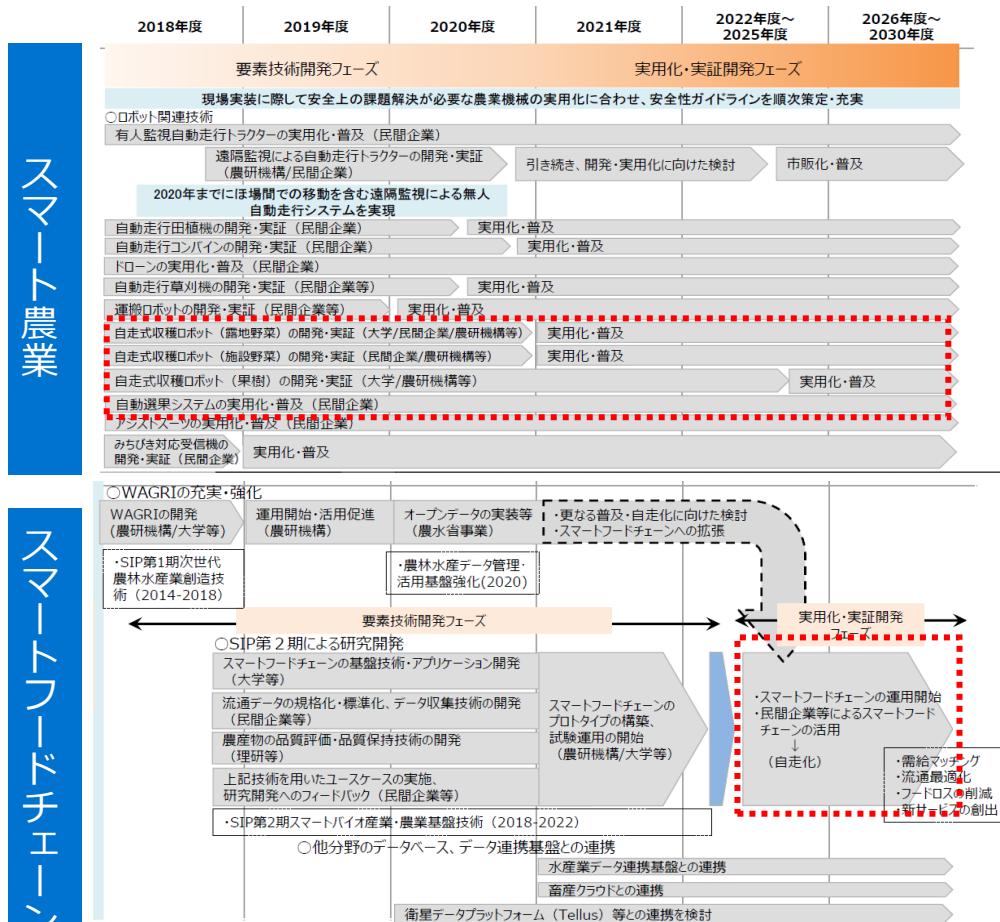 2018年度
2019年度
2020年度
2021年度
2022年度～
2025年度
2026年度～
2030年度
スマート農業
要素技術開発フェーズ
実用化・実証開発フェーズ
現場実装に際して安全上の課題解決が必要な農業機械の実用化に合わせ、安全性ガイドラインを順次策定・充実
○ロボット関連技術
有人監視自動走行トラクターの実用化・普及（民間企業）
遠隔監視による自動走行トラクターの開発・実証
（農研機構/民間企業）
引き続き、開発・実用化に向けた検討
市販化・普及
2020年までにほ場間での移動を含む遠隔監視による無人
自動走行システムを実現
自動走行田植機の開発・実証（民間企業）
実用化・普及
自動走行コンバインの開発・実証（民間企業）
実用化・普及
ドローンの実用化・普及（民間企業）
自動走行草刈機の開発・実証（民間企業等）
実用化・普及
運搬ロボットの開発・実証（民間企業等）
実用化・普及
自走式収穫ロボット（露地野菜）の開発・実証（大学/民間企業/農研機構等）
実用化・普及
自走式収穫ロボット（施設野菜）の開発・実証（民間企業/農研機構等）
実用化・普及
自走式収穫ロボット（果樹）の開発・実証（大学/農研機構等）
実用化・普及
自動選果システムの実用化・普及（民間企業）
アシストスーツの実用化・普及（民間企業）
みちびき対応受信機の
開発・実証（民間企業）
実用化・普及
スマートフードチェーン
○WAGRIの充実・強化
WAGRIの開発
（農研機構/大学等）
運用開始・活用促進
（農研機構）
オープンデータの実装等
（農水省事業）
・更なる普及・自走化に向けた検討
・スマートフードチェーンへの拡張
・SIP第1期次世代
農林水産業創造技
術（2014-2018）
・農林水産データ管理・
活用基盤強化(2020)
要素技術開発フェーズ
実用化・実証開発
フェーズ
○SIP第２期による研究開発
スマートフードチェーンの基盤技術・アプリケーション開発
（大学等）
流通データの規格化・標準化、データ収集技術の開発
（民間企業等）
農産物の品質評価・品質保持技術の開発
（理研等）
上記技術を用いたユースケースの実施、
研究開発へのフィードバック（民間企業等）
スマートフードチェーンの
プロトタイプの構築、
試験運用の開始
（農研機構/大学等）
・スマートフードチェーンの運用開始
・民間企業等によるスマートフード
チェーンの活用
↓
（自走化）
・需給マッチング
・流通最適化
・フードロスの削減
・新サービスの創出
・SIP第2期スマートバイオ産業・農業基盤技術（2018-2022）
○他分野のデータベース、データ連携基盤との連携
水産業データ連携基盤との連携
畜産クラウドとの連携
衛星データプラットフォーム（Tellus）等との連携を検討